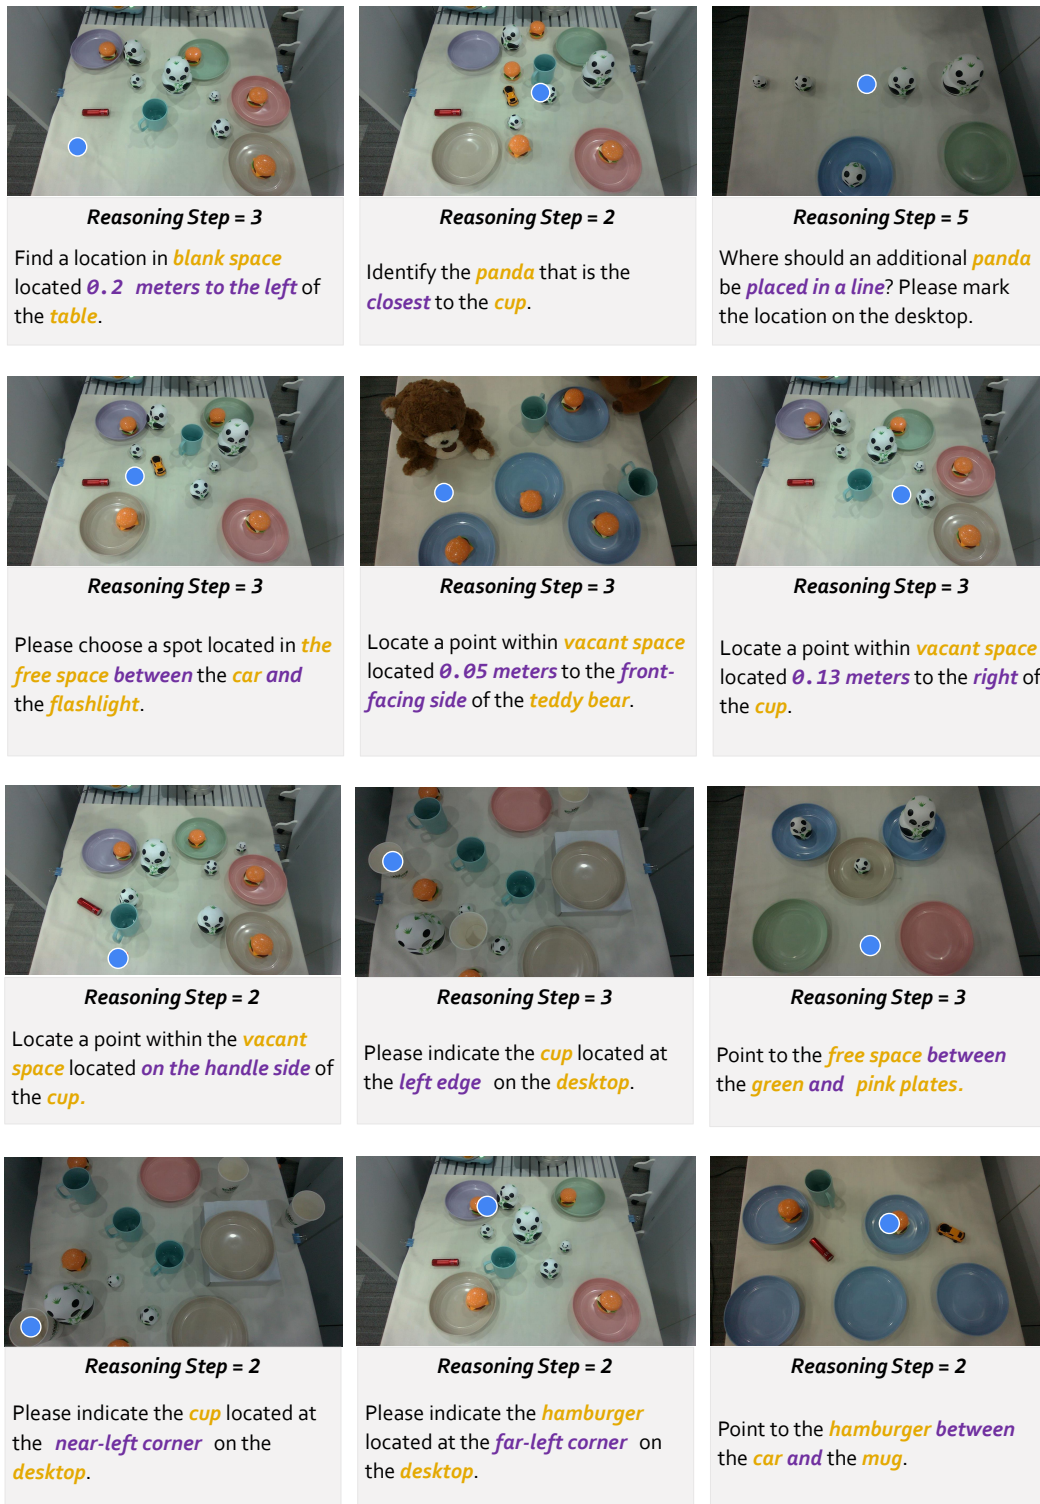 Reasoning Step = 3
Find a location in blank space
located 0.2 meters to the left of
the table.
Reasoning Step = 2
Identify the panda that is the
closest to the cup.
Reasoning Step = 5
Where should an additional panda
be placed in a line? Please mark
the location on the desktop.
Reasoning Step = 3
Please choose a spot located in the
free space between the car and
the flashlight.
Reasoning Step = 3
Locate a point within vacant space
located 0.05 meters to the front-
facing side of the teddy bear.
Reasoning Step = 3
Locate a point within vacant space
located 0.13 meters to the right of
the cup.
Reasoning Step = 2
Locate a point within the vacant
space located on the handle side of
the cup.
Reasoning Step = 3
Please indicate the cup located at
the left edge on the desktop.
Reasoning Step = 3
Point to the free space between
the green and pink plates.
Reasoning Step = 2
Please indicate the cup located at
the near-left corner on the
desktop.
Reasoning Step = 2
Please indicate the hamburger
located at the far-left corner on
the desktop.
Reasoning Step = 2
Point to the hamburger between
the car and the mug.